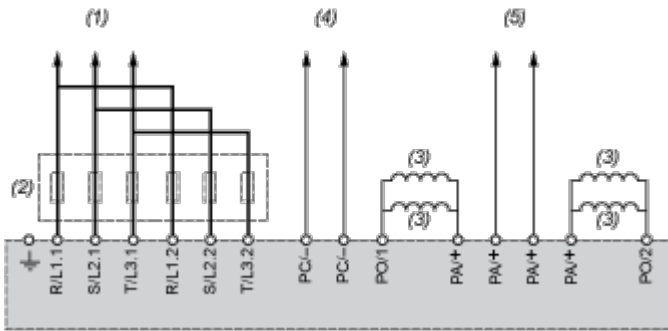 (1)
(4)
(5)
(2)
(3)
(3)
(3)
(3)
R/L1.1
S/L2.1
T/L3.1
R/L1.2
S/L2.2
T/L3.2
PC/–
PC/–
PO/1
PA/+
PA/+
PA/+
PA/+
PO/2